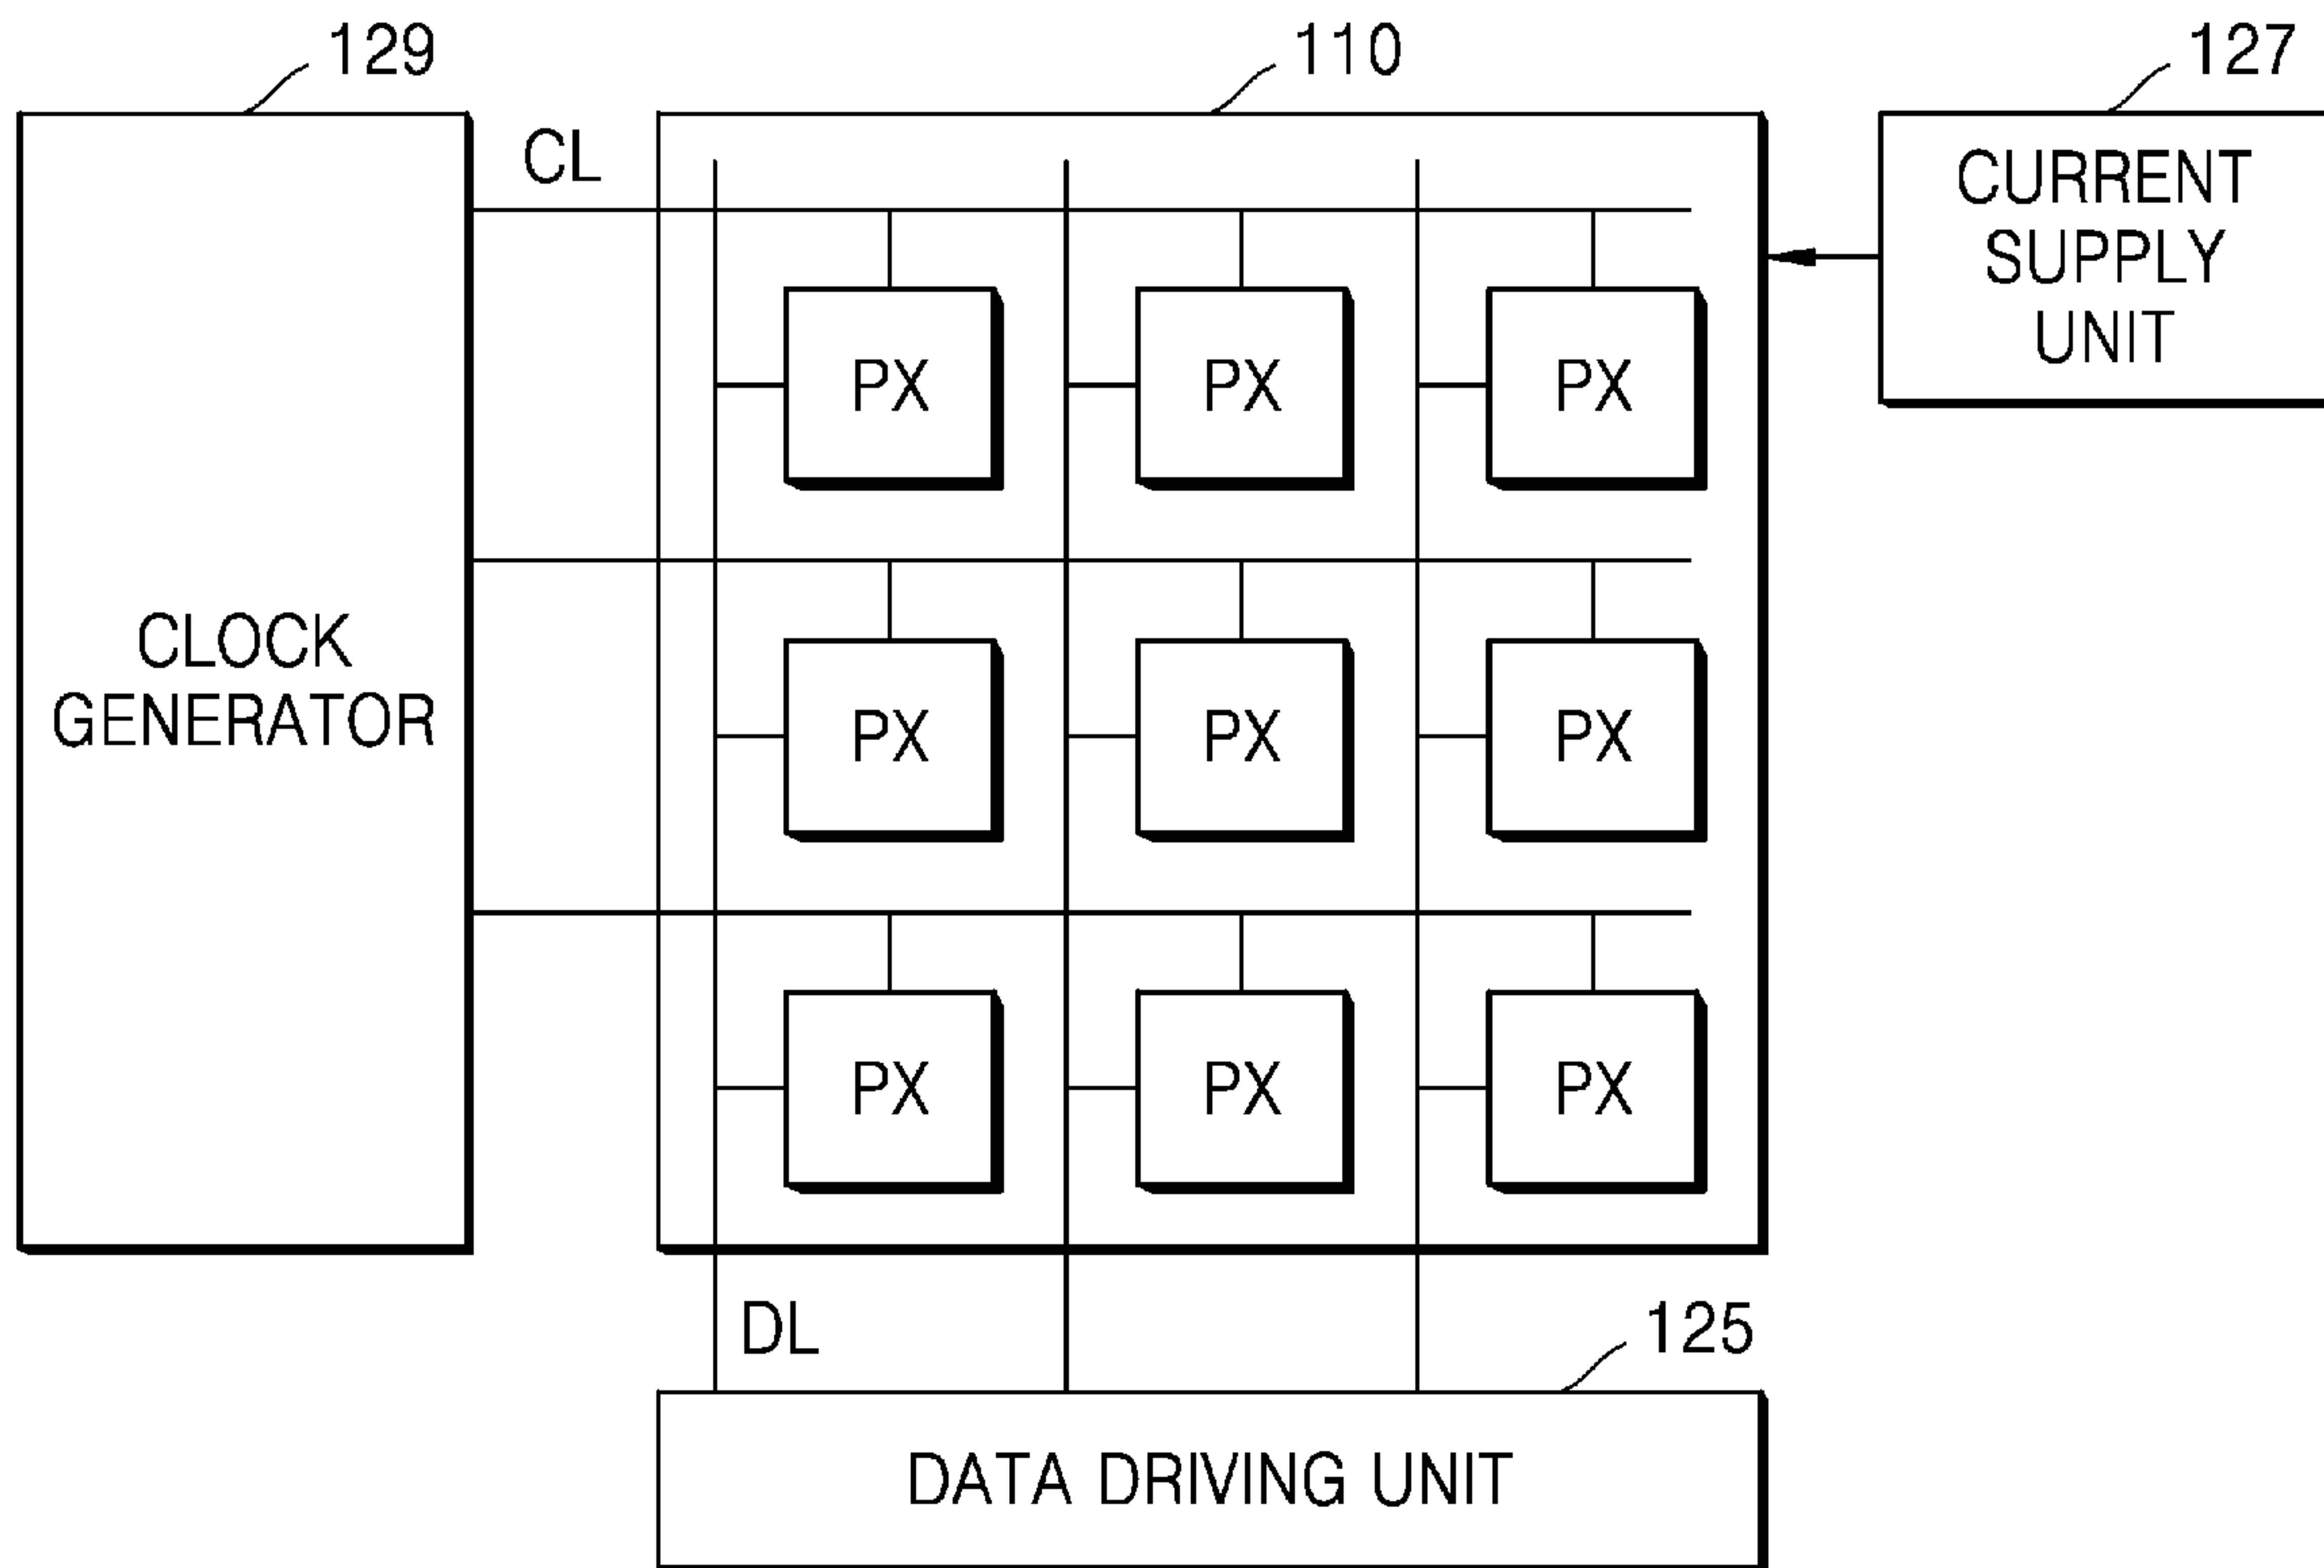 129
110
127
CL
CURRENT
SUPPLY
UNIT
PX PX PX
CLOCK
GENERATOR
PX PX PX
PX PX PX
DL
125
DATA DRIVING UNIT